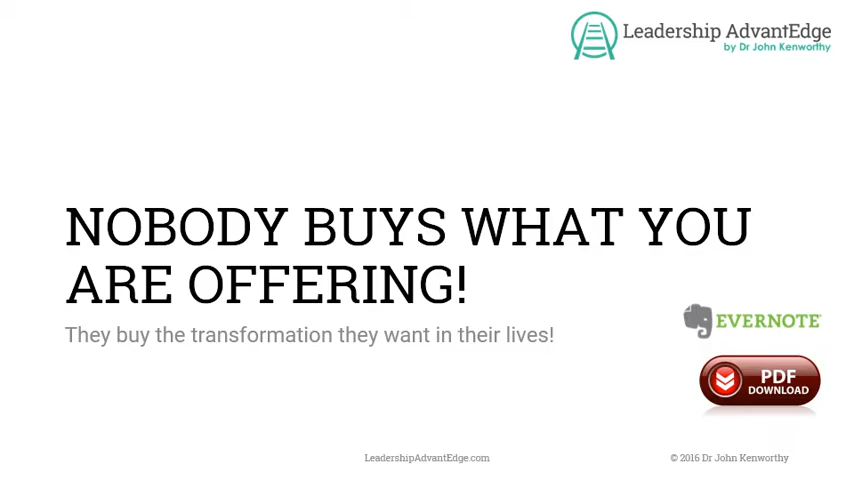 Leadership AdvantEdge
by Dr John Kenworthy
NOBODY BUYS WHAT YOU
ARE OFFERING!
They buy the transformation they want in their lives!
EVERNOTE
PDF
DOWNLOAD
LeadershipAdvantEdge.com
© 2016 Dr John Kenworthy